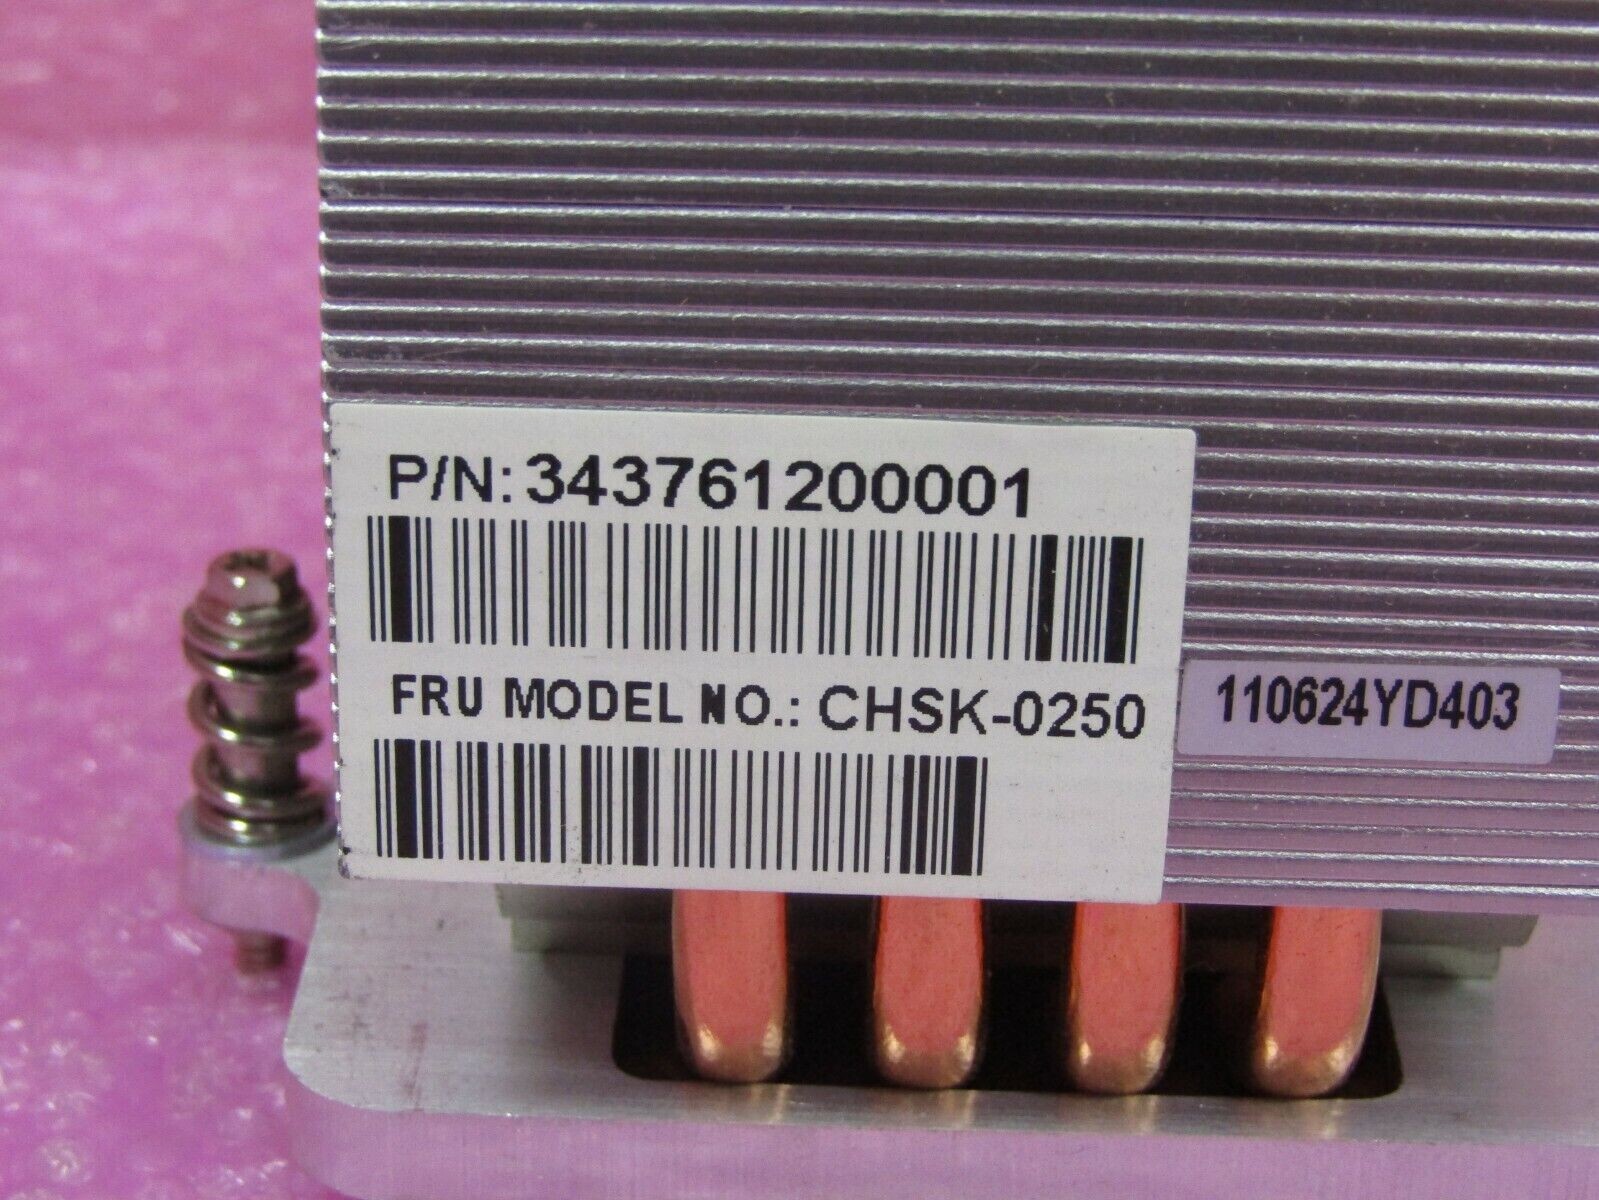 P/N: 343761200001
FRU MODEL NO.: CHSK-0250
110624YD403